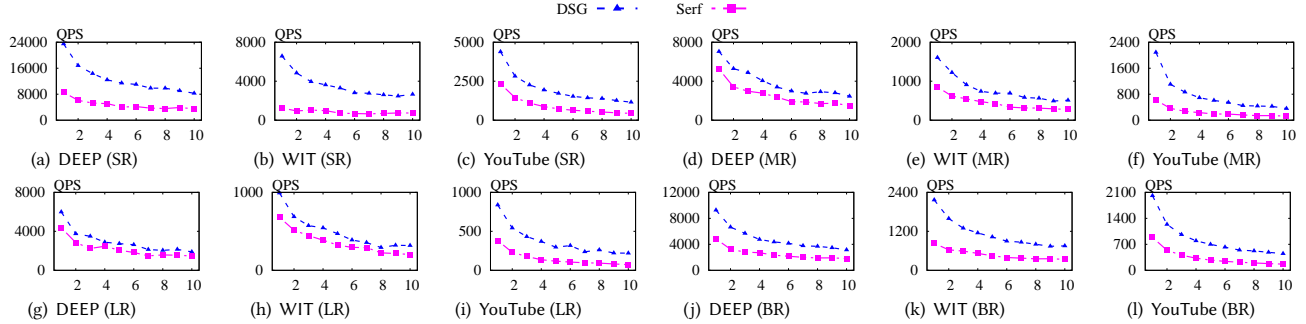 DSG Serf
QPS QPS QPS QPS QPS QPS
24000 16000 8000 0 6000 4000 2000 0 5000 2500 0 8000 4000 0 2000 1000 0 2400 1600 800 0
2 4 6 8 10 2 4 6 8 10 2 4 6 8 10 2 4 6 8 10 2 4 6 8 10 2 4 6 8 10
(a) DEEP (SR) (b) WIT (SR) (c) YouTube (SR) (d) DEEP (MR) (e) WIT (MR) (f) YouTube (MR)
QPS QPS QPS QPS QPS QPS
8000 4000 0 1000 500 0 1000 500 0 12000 8000 4000 0 2400 1200 0 2100 1400 700 0
2 4 6 8 10 2 4 6 8 10 2 4 6 8 10 2 4 6 8 10 2 4 6 8 10 2 4 6 8 10
(g) DEEP (LR) (h) WIT (LR) (i) YouTube (LR) (j) DEEP (BR) (k) WIT (BR) (l) YouTube (BR)